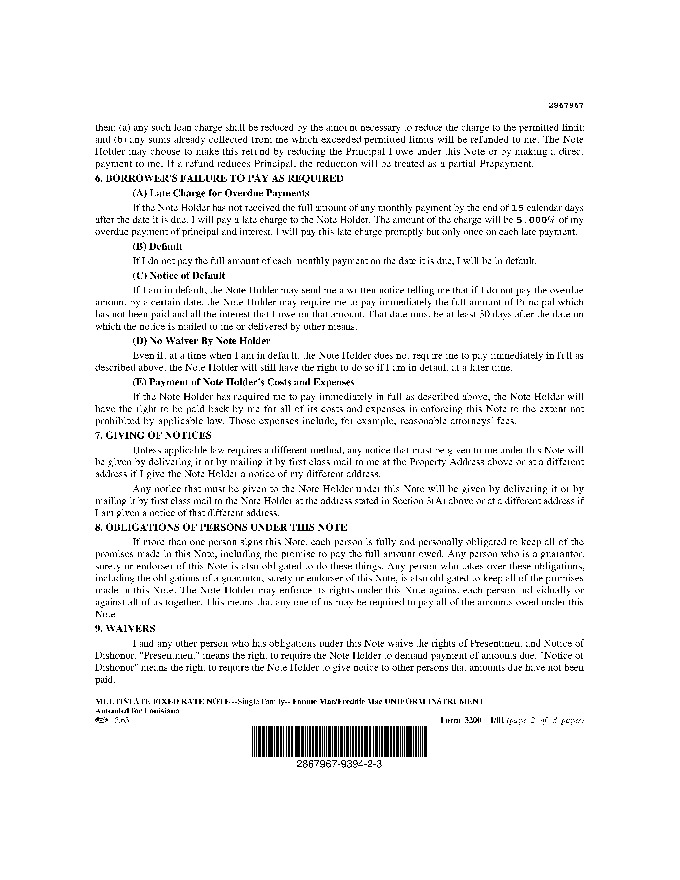 2967967
then: (a) any such loan charge shall be reduced by the amount necessary to reduce the charge to the permitted limit;
and (b) any sums already collected from me which exceeded permitted limits will be refunded to me. The Note
Holder may choose to make this refund by reducing the Principal I owe under this Note or by making a direct
payment to me. If a refund reduces Principal, the reduction will be treated as a partial Prepayment.
6. BORROWER'S FAILURE TO PAY AS REQUIRED
(A) Late Charge for Overdue Payments
If the Note Holder has not received the full amount of any monthly payment by the end of 15 calendar days
after the date it is due, I will pay a late charge to the Note Holder. The amount of the charge will be 5.000% of my
overdue payment of principal and interest. I will pay this late charge promptly but only once on each late payment.
(B) Default
If I do not pay the full amount of each monthly payment on the date it is due, I will be in default.
(C) Notice of Default
If I am in default, the Note Holder may send me a written notice telling me that if I do not pay the overdue
amount by a certain date, the Note Holder may require me to pay immediately the full amount of Principal which
has not been paid and all the interest that I owe on that amount. That date must be at least 30 days after the date on
which the notice is mailed to me or delivered by other means.
(D) No Waiver By Note Holder
Even if, at a time when I am in default, the Note Holder does not require me to pay immediately in full as
described above, the Note Holder will still have the right to do so if I am in default at a later time.
(E) Payment of Note Holder's Costs and Expenses
If the Note Holder has required me to pay immediately in full as described above, the Note Holder will
have the right to be paid back by me for all of its costs and expenses in enforcing this Note to the extent not
prohibited by applicable law. Those expenses include, for example, reasonable attorneys' fees.
7. GIVING OF NOTICES
Unless applicable law requires a different method, any notice that must be given to me under this Note will
be given by delivering it or by mailing it by first class mail to me at the Property Address above or at a different
address if I give the Note Holder a notice of my different address.
Any notice that must be given to the Note Holder under this Note will be given by delivering it or by
mailing it by first class mail to the Note Holder at the address stated in Section 3(A) above or at a different address if
I am given a notice of that different address.
8. OBLIGATIONS OF PERSONS UNDER THIS NOTE
If more than one person signs this Note, each person is fully and personally obligated to keep all of the
promises made in this Note, including the promise to pay the full amount owed. Any person who is a guarantor,
surety or endorser of this Note is also obligated to do these things. Any person who takes over these obligations,
including the obligations of a guarantor, surety or endorser of this Note, is also obligated to keep all of the promises
made in this Note. The Note Holder may enforce its rights under this Note against each person individually or
against all of us together. This means that any one of us may be required to pay all of the amounts owed under this
Note.
9. WAIVERS
I and any other person who has obligations under this Note waive the rights of Presentment and Notice of
Dishonor. "Presentment" means the right to require the Note Holder to demand payment of amounts due. "Notice of
Dishonor" means the right to require the Note Holder to give notice to other persons that amounts due have not been
paid.
MULTISTATE FIXED RATE NOTE--Single Family--Fannie Mae/Freddie Mac UNIFORM INSTRUMENT
Amended for Louisiana
Form 3200 1/01 (page 2 of 3 pages)
2867967-9394-2-3